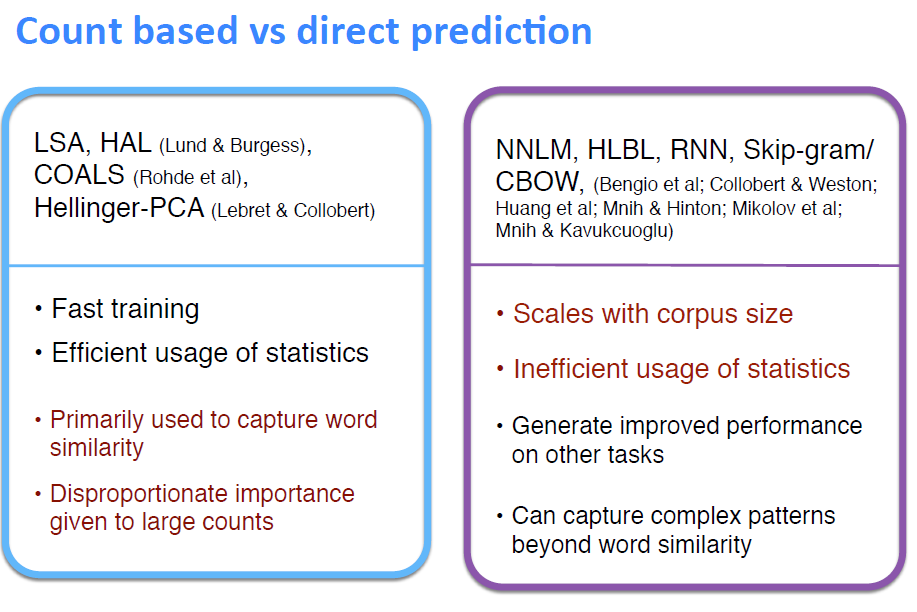 Count based vs direct prediction
LSA, HAL (Lund & Burgess),
COALS (Rohde et al),
Hellinger-PCA (Lebret & Collobert)
• Fast training
• Efficient usage of statistics
• Primarily used to capture word
similarity
• Disproportionate importance
given to large counts
NNLM, HLBL, RNN, Skip-gram/
CBOW, (Bengio et al; Collobert & Weston;
Huang et al; Mnih & Hinton; Mikolov et al;
Mnih & Kavukcuoglu)
• Scales with corpus size
• Inefficient usage of statistics
• Generate improved performance
on other tasks
• Can capture complex patterns
beyond word similarity